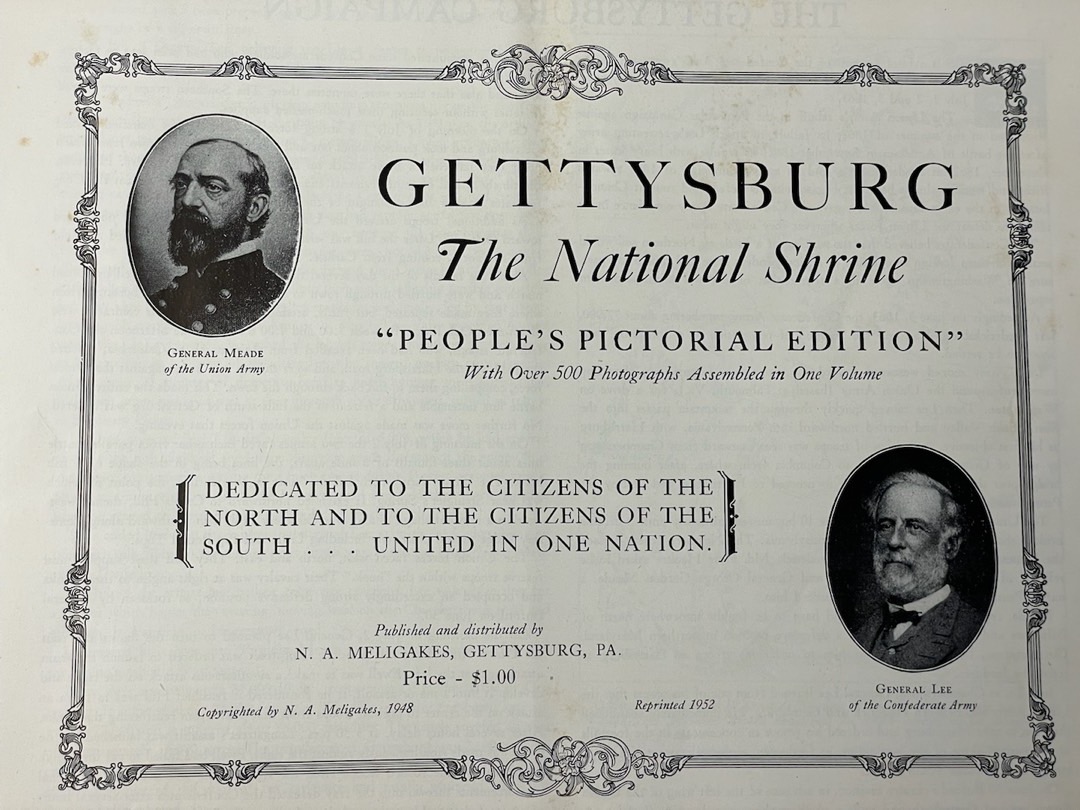 GETTYSBURG
The National Shrine
“PEOPLE’S PICTORIAL EDITION”
With Over 500 Photographs Assembled in One Volume
GENERAL MEADE
of the Union Army
DEDICATED TO THE CITIZENS OF THE
NORTH AND TO THE CITIZENS OF THE
SOUTH . . . UNITED IN ONE NATION.
Published and distributed by
N. A. MELIGAKES, GETTYSBURG, PA.
Price - $1.00
Copyrighted by N. A. Meligakes, 1948
Reprinted 1952
GENERAL LEE
of the Confederate Army